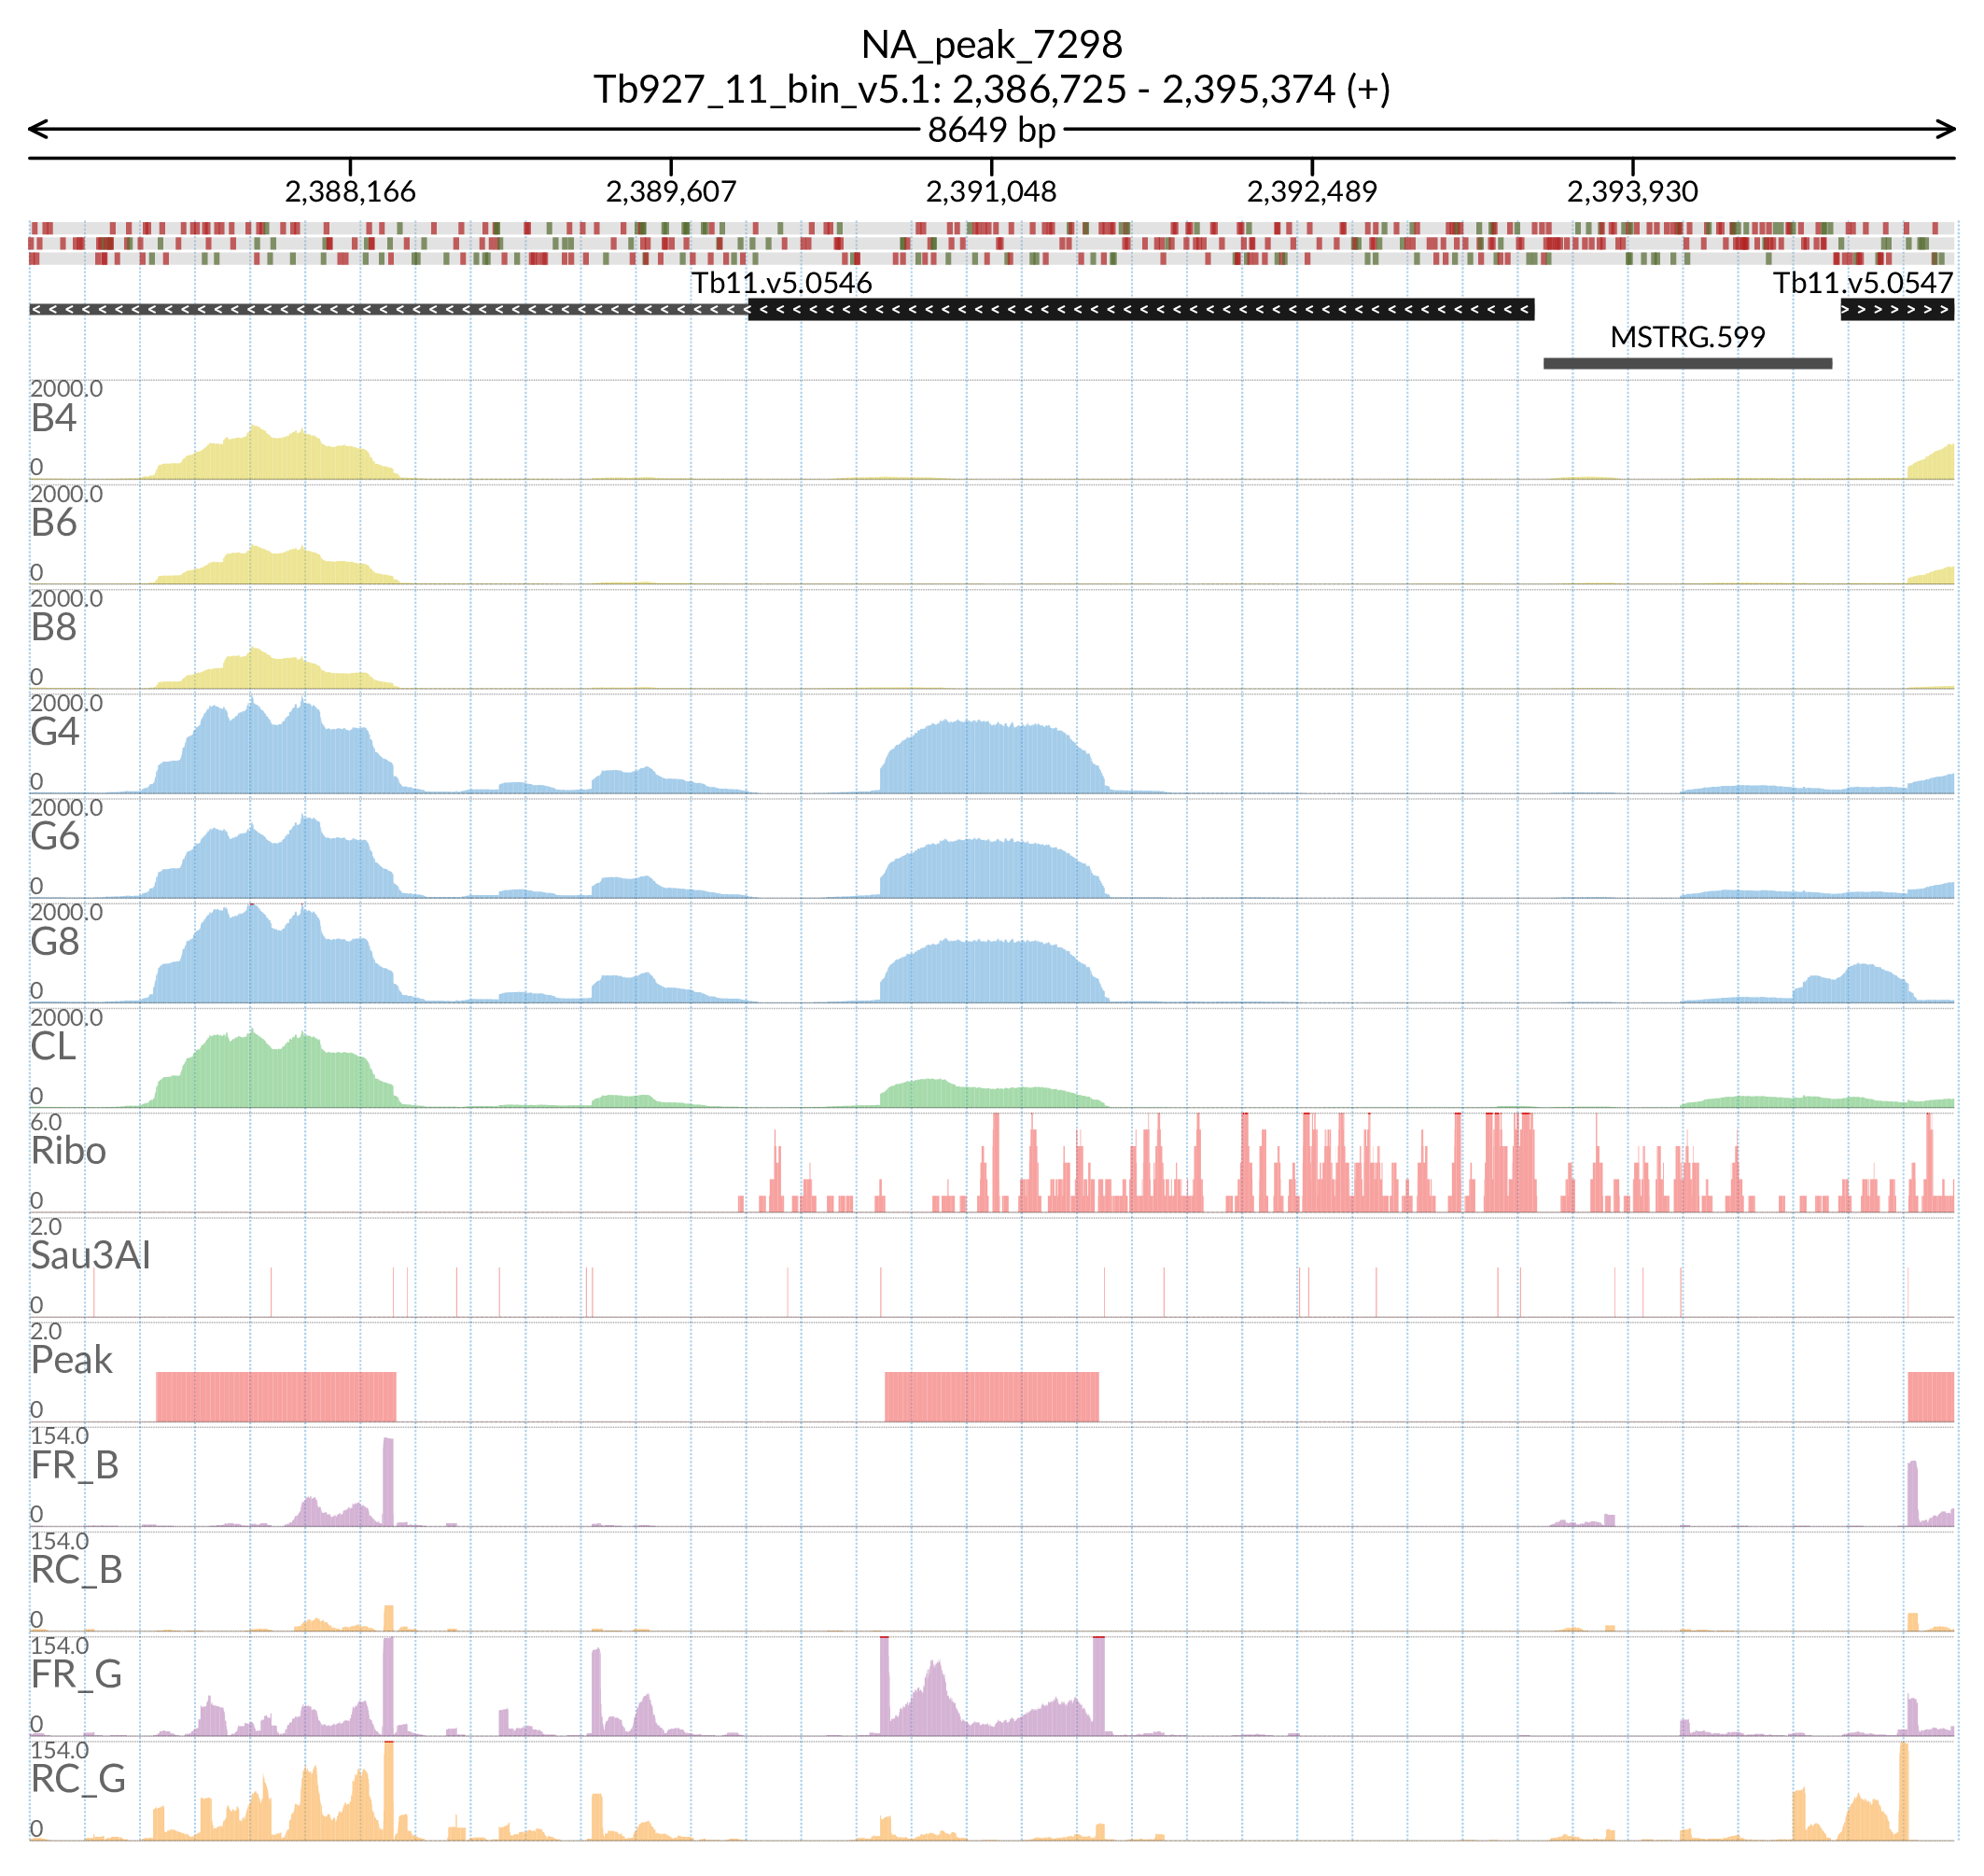 NA_peak_7298
Tb927_11_bin_v5.1: 2,386,725 - 2,395,374 (+)
8649 bp
2,388,166 2,389,607 2,391,048 2,392,489 2,393,930
Tb11.v5.0546 Tb11.v5.0547
MSTRG.599
2000.0
B4
0
2000.0
B6
0
2000.0
B8
0
2000.0
G4
0
2000.0
G6
0
2000.0
G8
0
2000.0
CL
0
6.0
Ribo
0
2.0
Sau3AI
0
2.0
Peak
0
154.0
FR_B
0
154.0
RC_B
0
154.0
FR_G
0
154.0
RC_G
0